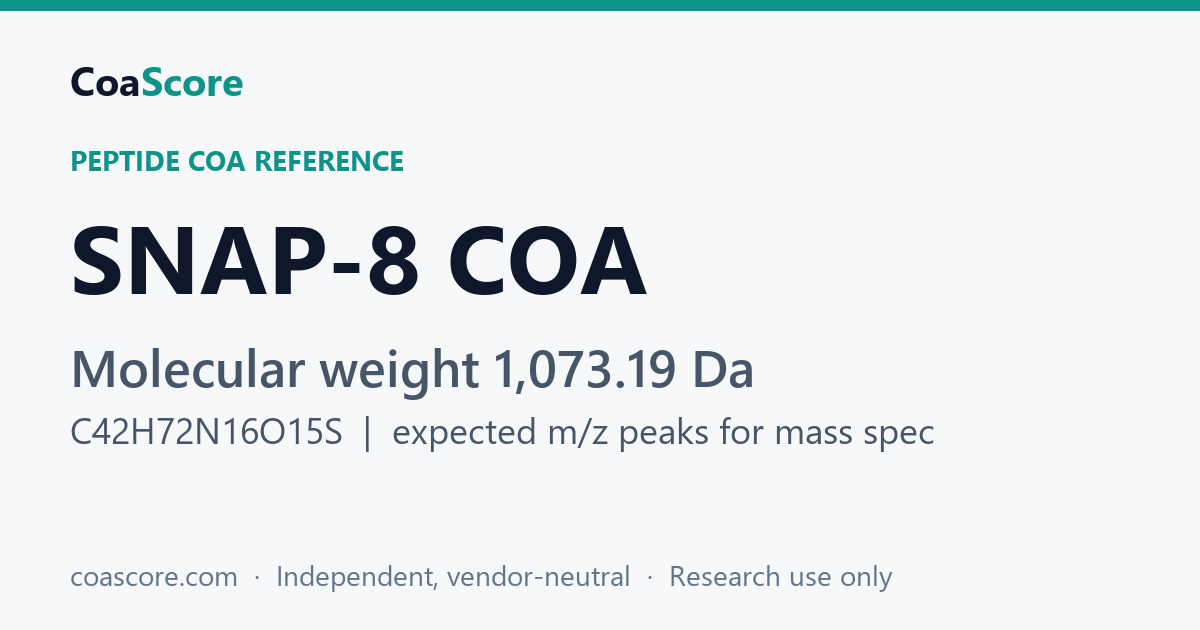 CoaScore
PEPTIDE COA REFERENCE
SNAP-8 COA
Molecular weight 1,073.19 Da
C42H72N16O15S | expected m/z peaks for mass spec
coascore.com · Independent, vendor-neutral · Research use only